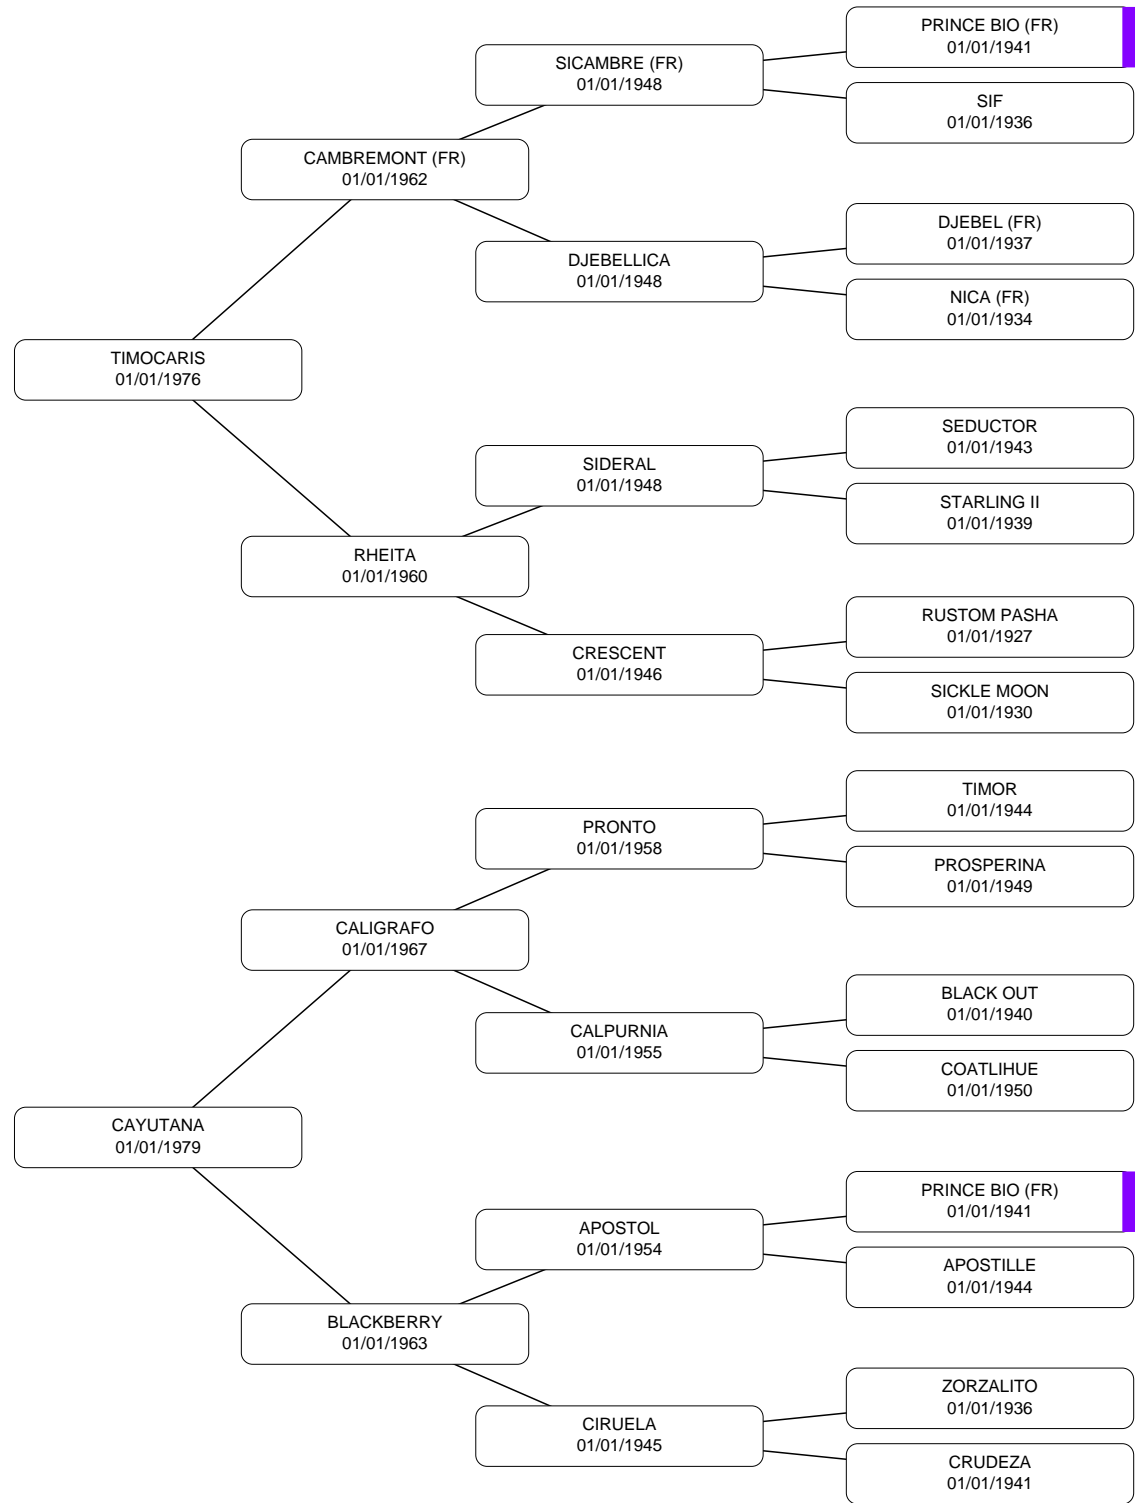 PRINCE BIO (FR)
01/01/1941
SICAMBRE (FR)
01/01/1948
SIF
01/01/1936
CAMBREMONT (FR)
01/01/1962
DJEBEL (FR)
01/01/1937
DJEBELLICA
01/01/1948
NICA (FR)
01/01/1934
TIMOCARIS
01/01/1976
SEDUCTOR
01/01/1943
SIDERAL
01/01/1948
STARLING II
01/01/1939
RHEITA
01/01/1960
RUSTOM PASHA
01/01/1927
CRESCENT
01/01/1946
SICKLE MOON
01/01/1930
TIMOR
01/01/1944
PRONTO
01/01/1958
PROSPERINA
01/01/1949
CALIGRAFO
01/01/1967
BLACK OUT
01/01/1940
CALPURNIA
01/01/1955
COATLIHUE
01/01/1950
CAYUTANA
01/01/1979
PRINCE BIO (FR)
01/01/1941
APOSTOL
01/01/1954
APOSTILLE
01/01/1944
BLACKBERRY
01/01/1963
ZORZALITO
01/01/1936
CIRUELA
01/01/1945
CRUDEZA
01/01/1941